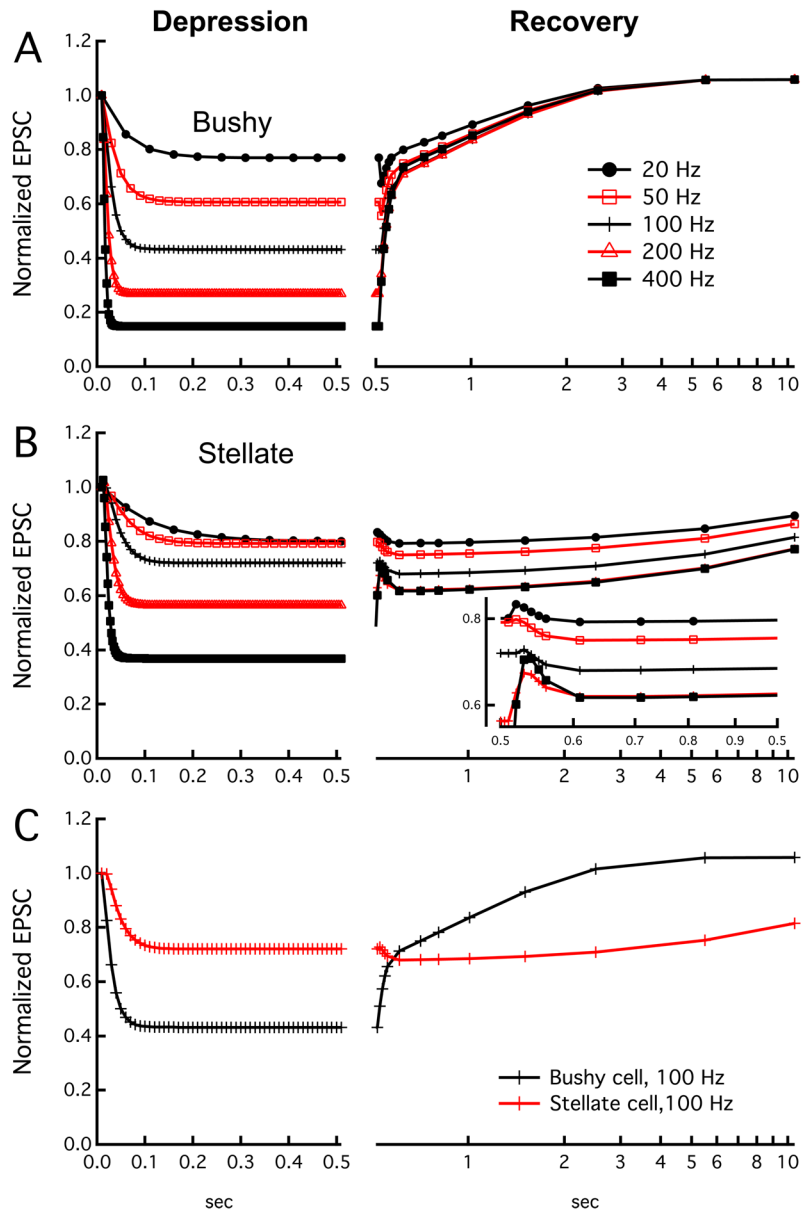 Depression Recovery
A
Normalized EPSC
1.2
1.0
0.8
0.6
0.4
0.2
0.0
Bushy
20 Hz
50 Hz
100 Hz
200 Hz
400 Hz
0.0 0.1 0.2 0.3 0.4 0.5
0.5 1 2 3 4 5 6 8 10
B
Normalized EPSC
1.2
1.0
0.8
0.6
0.4
0.2
0.0
Stellate
0.8
0.6
0.5 0.6 0.7 0.8 0.9 0.5
0.0 0.1 0.2 0.3 0.4 0.5
1 2 3 4 5 6 8 10
C
Normalized EPSC
1.2
1.0
0.8
0.6
0.4
0.2
0.0
Bushy cell, 100 Hz
Stellate cell,100 Hz
0.0 0.1 0.2 0.3 0.4 0.5
1 2 3 4 5 6 8 10
sec sec